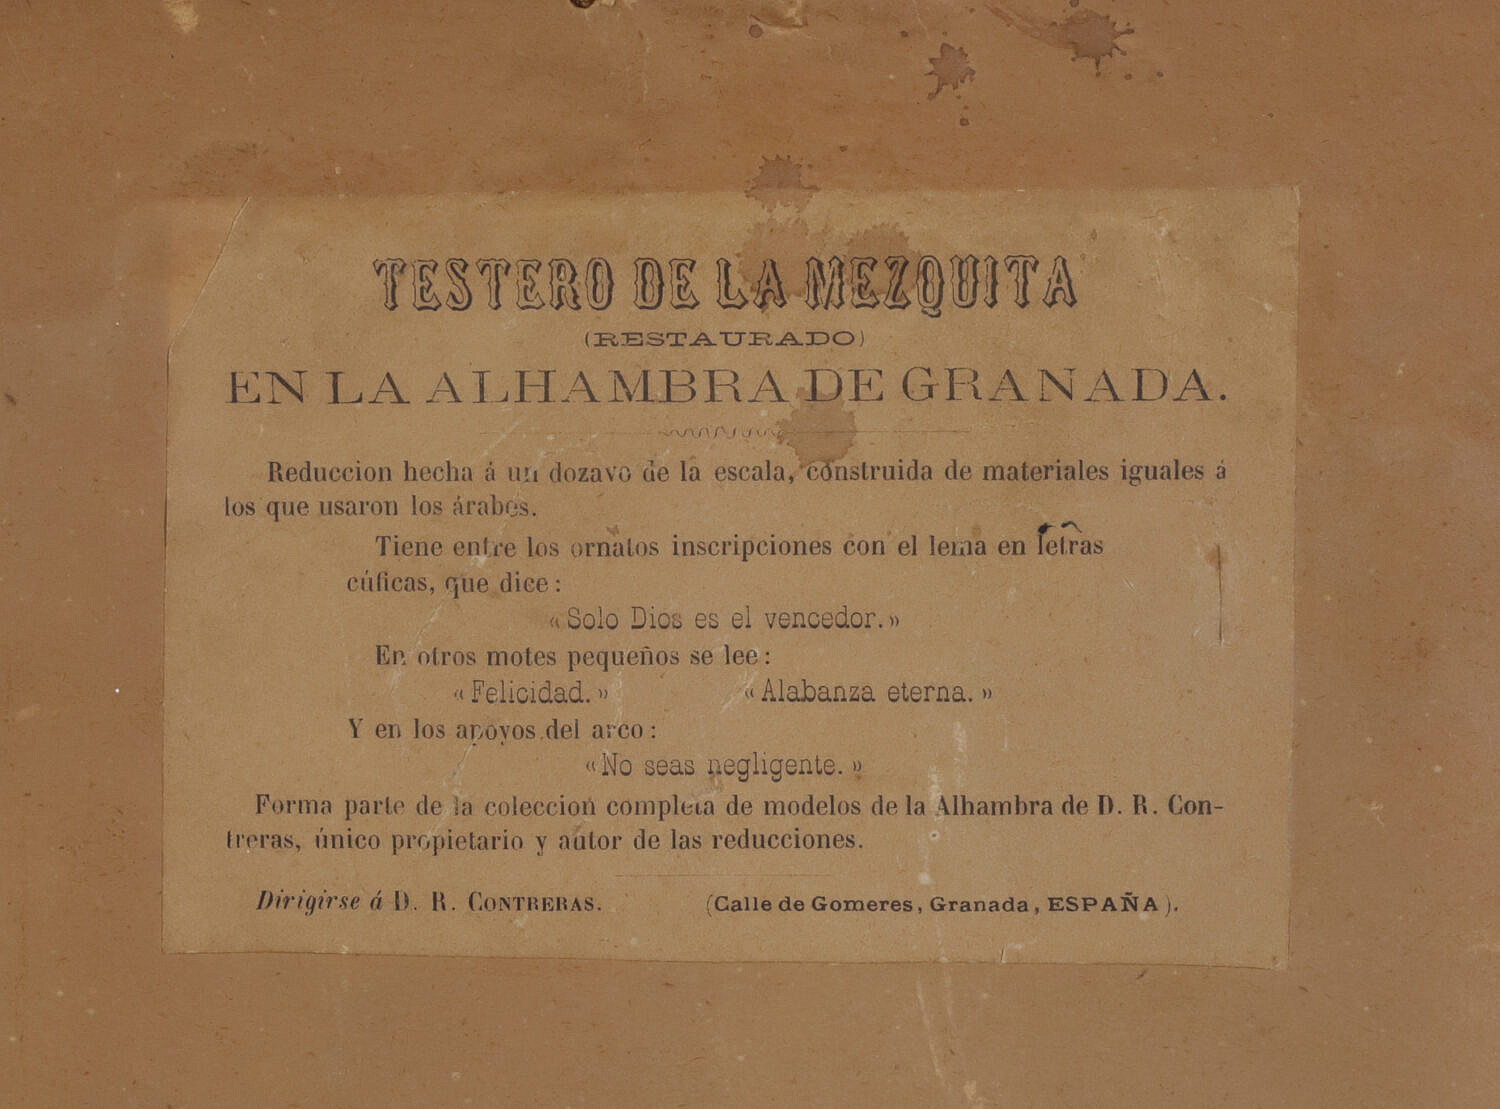 TESTERO DE LA MEZQUITA
(RESTAURADO)
EN LA ALHAMBRA DE GRANADA.
Reduccion hecha á un dozavo de la escala, construida de materiales iguales á
los que usaron los árabes.
Tiene entre los ornatos inscripciones con el lema en letras
cúficas, que dice:
«Solo Dios es el vencedor.»
En otros motes pequeños se lee:
«Felicidad.» «Alabanza eterna.»
Y en los apoyos del arco:
«No seas negligente.»
Forma parte de la coleccion completa de modelos de la Alhambra de D. R. Con-
treras, único propietario y autor de las reducciones.
Dirigirse á D. R. CONTRERAS. (Calle de Gomeres, Granada, ESPAÑA).